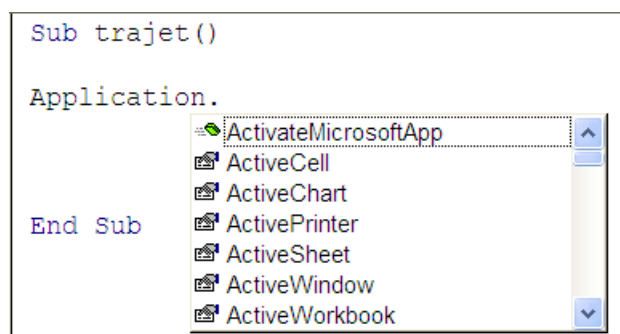 Sub trajet()
Application.
ActivateMicrosoftApp
ActiveCell
ActiveChart
ActivePrinter
End Sub
ActiveSheet
ActiveWindow
ActiveWorkbook